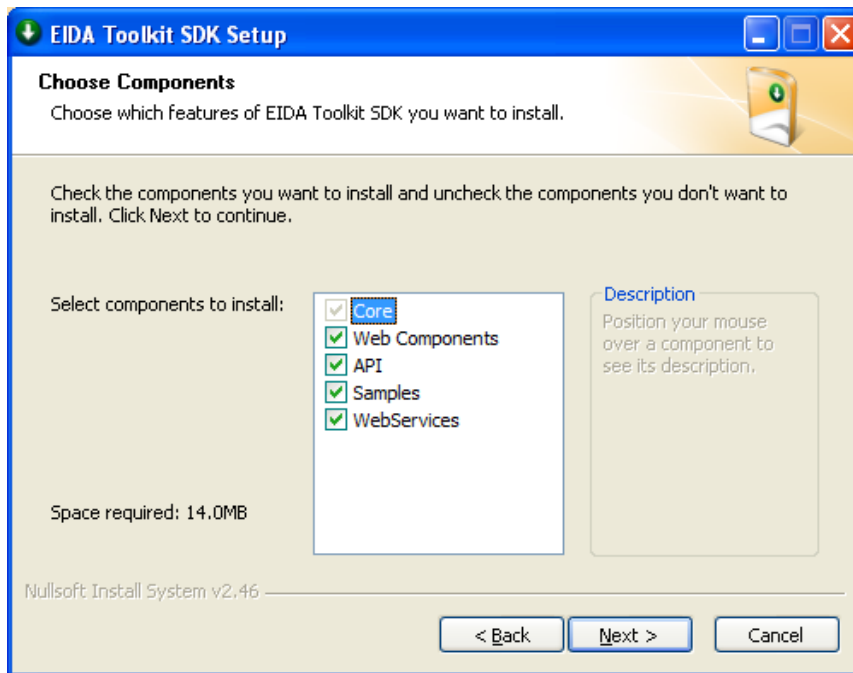 EIDA Toolkit SDK Setup
Choose Components
Choose which features of EIDA Toolkit SDK you want to install.
Check the components you want to install and uncheck the components you don't want to
install. Click Next to continue.
Select components to install:
Core
Web Components
API
Samples
WebServices
Description
Position your mouse
over a component to
see its description.
Space required: 14.0MB
Nullsoft Install System v2.46
< Back
Next >
Cancel